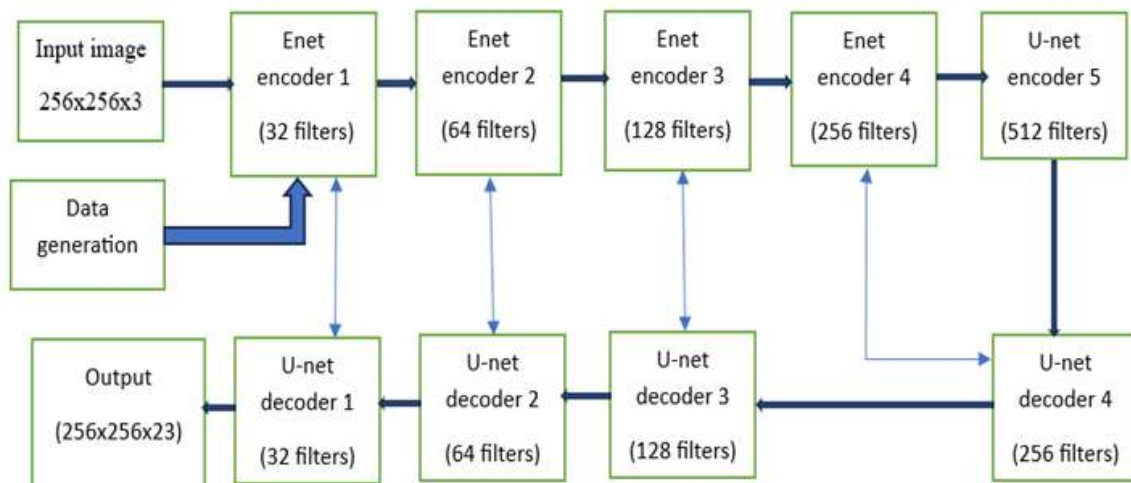 Input image
256x256x3
Enet
encoder 1
(32 filters)
Enet
encoder 2
(64 filters)
Enet
encoder 3
(128 filters)
Enet
encoder 4
(256 filters)
U-net
encoder 5
(512 filters)
Data
generation
Output
(256x256x23)
U-net
decoder 1
(32 filters)
U-net
decoder 2
(64 filters)
U-net
decoder 3
(128 filters)
U-net
decoder 4
(256 filters)